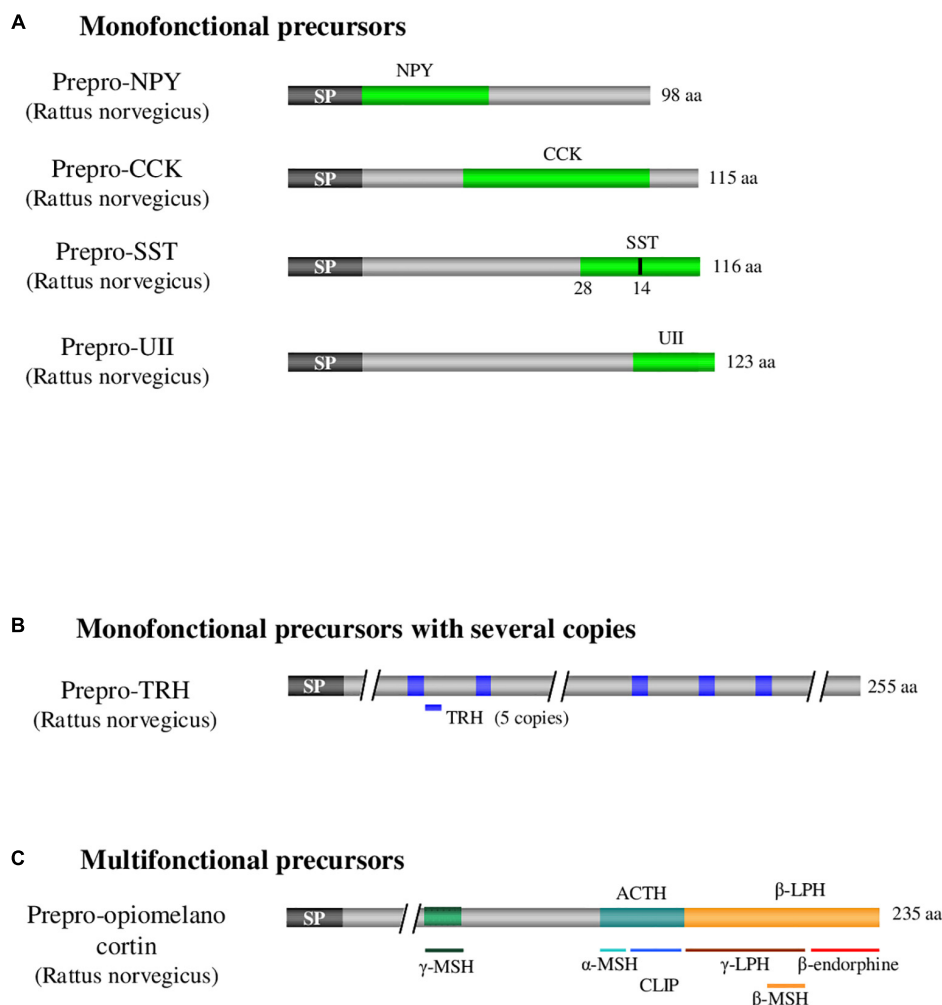 A Monofonctional precursors
NPY
Prepro-NPY
(Rattus norvegicus)
SP
98 aa
CCK
Prepro-CCK
(Rattus norvegicus)
SP
115 aa
SST
Prepro-SST
(Rattus norvegicus)
SP
116 aa
28 14
UII
Prepro-UII
(Rattus norvegicus)
SP
123 aa
B Monofonctional precursors with several copies
Prepro-TRH
(Rattus norvegicus)
SP
255 aa
TRH (5 copies)
C Multifonctional precursors
ACTH β-LPH
Prepro-opiomelano
cortin
(Rattus norvegicus)
SP
235 aa
γ-MSH α-MSH γ-LPH β-endorphine
CLIP
β-MSH